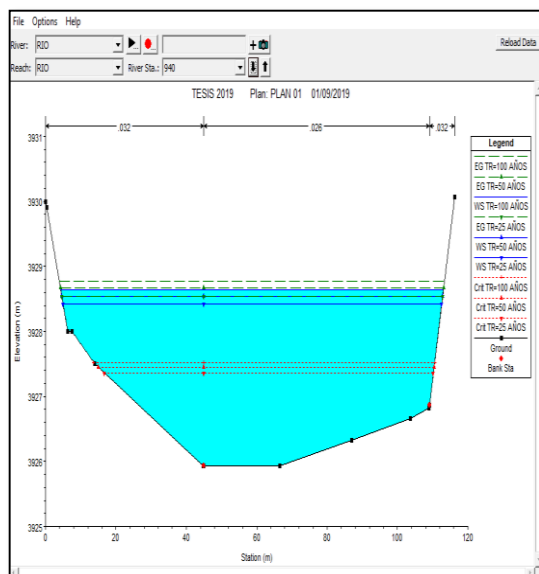 File Options Help
River: RIO
Reload Data
Reach: RIO River Sta.: 940
TESIS 2019 Plan: PLAN 01 01/09/2019
.032 .026 .032
3931
3930
3929
3928
3927
3926
3925
Elevation (m)
0 20 40 60 80 100 120
Station (m)
Legend
EG TR=100 AÑOS
EG TR=50 AÑOS
WS TR=100 AÑOS
EG TR=25 AÑOS
WS TR=50 AÑOS
WS TR=25 AÑOS
Crit TR=100 AÑOS
Crit TR=50 AÑOS
Crit TR=25 AÑOS
Ground
Bank Sta